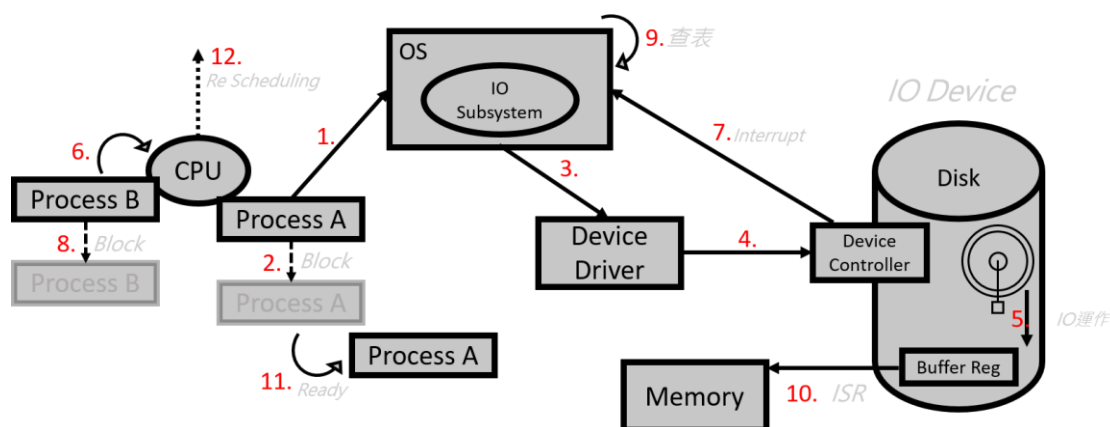 9. 查表
OS
12.
Re Scheduling
IO
Subsystem
IO Device
1.
7. Interrupt
6.
CPU
3.
Disk
Process B
Process A
Device
Driver
4.
Device
Controller
8. Block
2. Block
Process B
Process A
5.
IO運作
Process A
11.
Ready
Buffer Reg
Memory
10. ISR